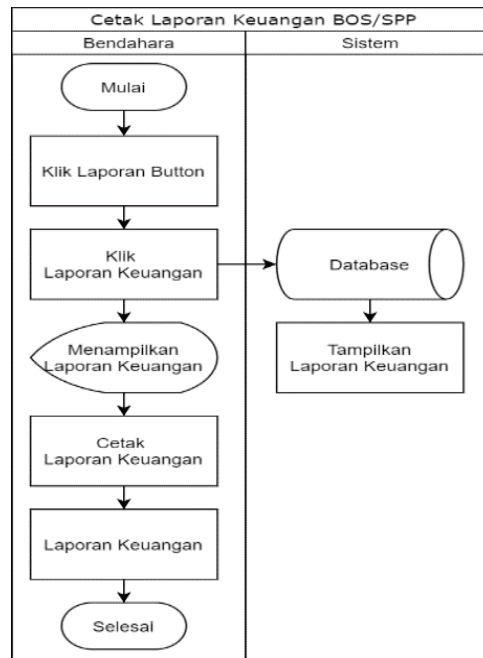 Cetak Laporan Keuangan BOS/SPP
Bendahara
Sistem
Mulai
Klik Laporan Button
Klik
Laporan Keuangan
Database
Menampilkan
Laporan Keuangan
Tampilkan
Laporan Keuangan
Cetak
Laporan Keuangan
Laporan Keuangan
Selesai